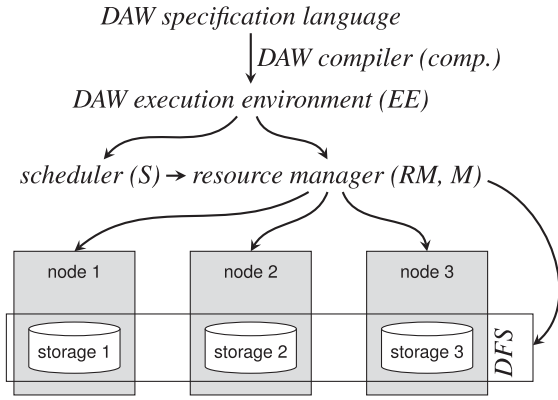 DAW specification language
DAW compiler (comp.)
DAW execution environment (EE)
scheduler (S) → resource manager (RM, M)
node 1 node 2 node 3
storage 1 storage 2 storage 3 DFS